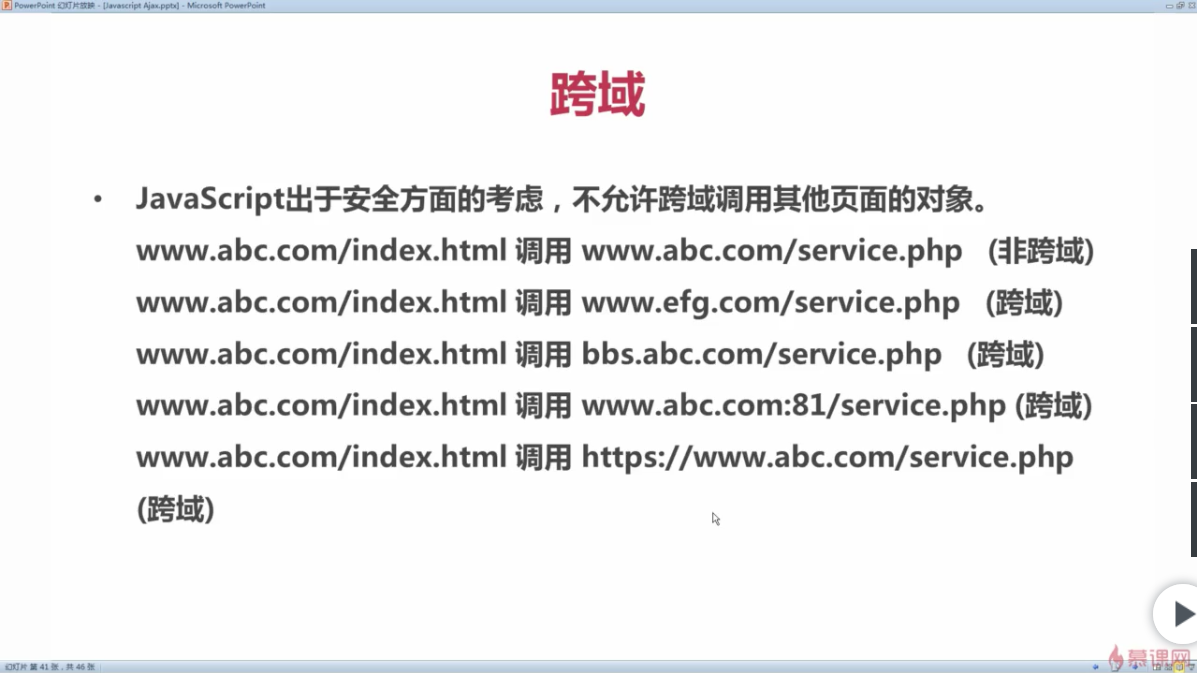 PowerPoint 幻灯片放映 - [Javascript Ajax.pptx] - Microsoft PowerPoint
跨域
• JavaScript出于安全方面的考虑，不允许跨域调用其他页面的对象。
www.abc.com/index.html 调用 www.abc.com/service.php (非跨域)
www.abc.com/index.html 调用 www.efg.com/service.php (跨域)
www.abc.com/index.html 调用 bbs.abc.com/service.php (跨域)
www.abc.com/index.html 调用 www.abc.com:81/service.php (跨域)
www.abc.com/index.html 调用 https://www.abc.com/service.php
(跨域)
慕课网
幻灯片 第 41 张，共 46 张